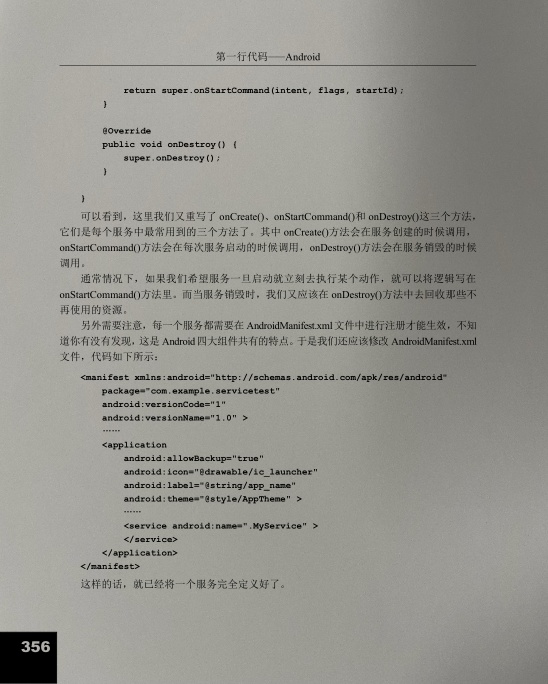 第一行代码——Android
return super.onStartCommand(intent, flags, startId);
}
@Override
public void onDestroy() {
super.onDestroy();
}
}
可以看到，这里我们又重写了 onCreate()、onStartCommand()和 onDestroy()这三个方法，
它们是每个服务中最常用到的三个方法了。其中 onCreate()方法会在服务创建的时候调用，
onStartCommand()方法会在每次服务启动的时候调用，onDestroy()方法会在服务销毁的时候
调用。
通常情况下，如果我们希望服务一旦启动就立刻去执行某个动作，就可以将逻辑写在
onStartCommand()方法里。而当服务销毁时，我们又应该在 onDestroy()方法中去回收那些不
再使用的资源。
另外需要注意，每一个服务都需要在 AndroidManifest.xml 文件中进行注册才能生效，不知
道你有没有发现，这是 Android 四大组件共有的特点。于是我们还应该修改 AndroidManifest.xml
文件，代码如下所示：
<manifest xmlns:android="http://schemas.android.com/apk/res/android"
package="com.example.servicetest"
android:versionCode="1"
android:versionName="1.0" >
……
<application
android:allowBackup="true"
android:icon="@drawable/ic_launcher"
android:label="@string/app_name"
android:theme="@style/AppTheme" >
……
<service android:name=".MyService" >
</service>
</application>
</manifest>
这样的话，就已经将一个服务完全定义好了。
356